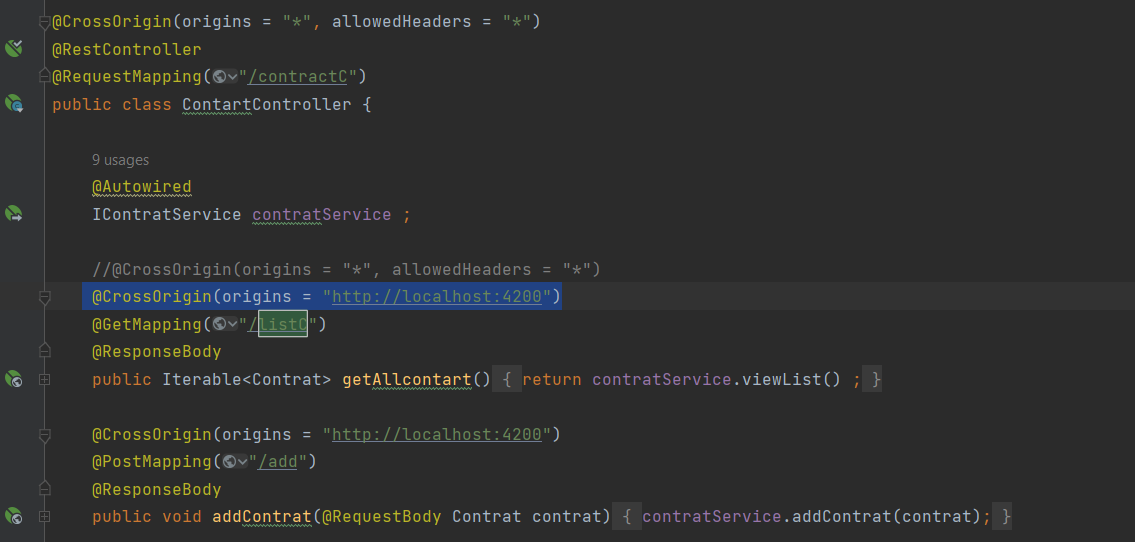 @CrossOrigin(origins = "*", allowedHeaders = "*")
@RestController
@RequestMapping("/contractC")
public class ContartController {
9 usages
@Autowired
IContratService contratService ;
//@CrossOrigin(origins = "*", allowedHeaders = "*")
@CrossOrigin(origins = "http://localhost:4200")
@GetMapping("/listC")
@ResponseBody
public Iterable<Contrat> getAllcontart() { return contratService.viewList() ; }
@CrossOrigin(origins = "http://localhost:4200")
@PostMapping("/add")
@ResponseBody
public void addContrat(@RequestBody Contrat contrat) { contratService.addContrat(contrat); }